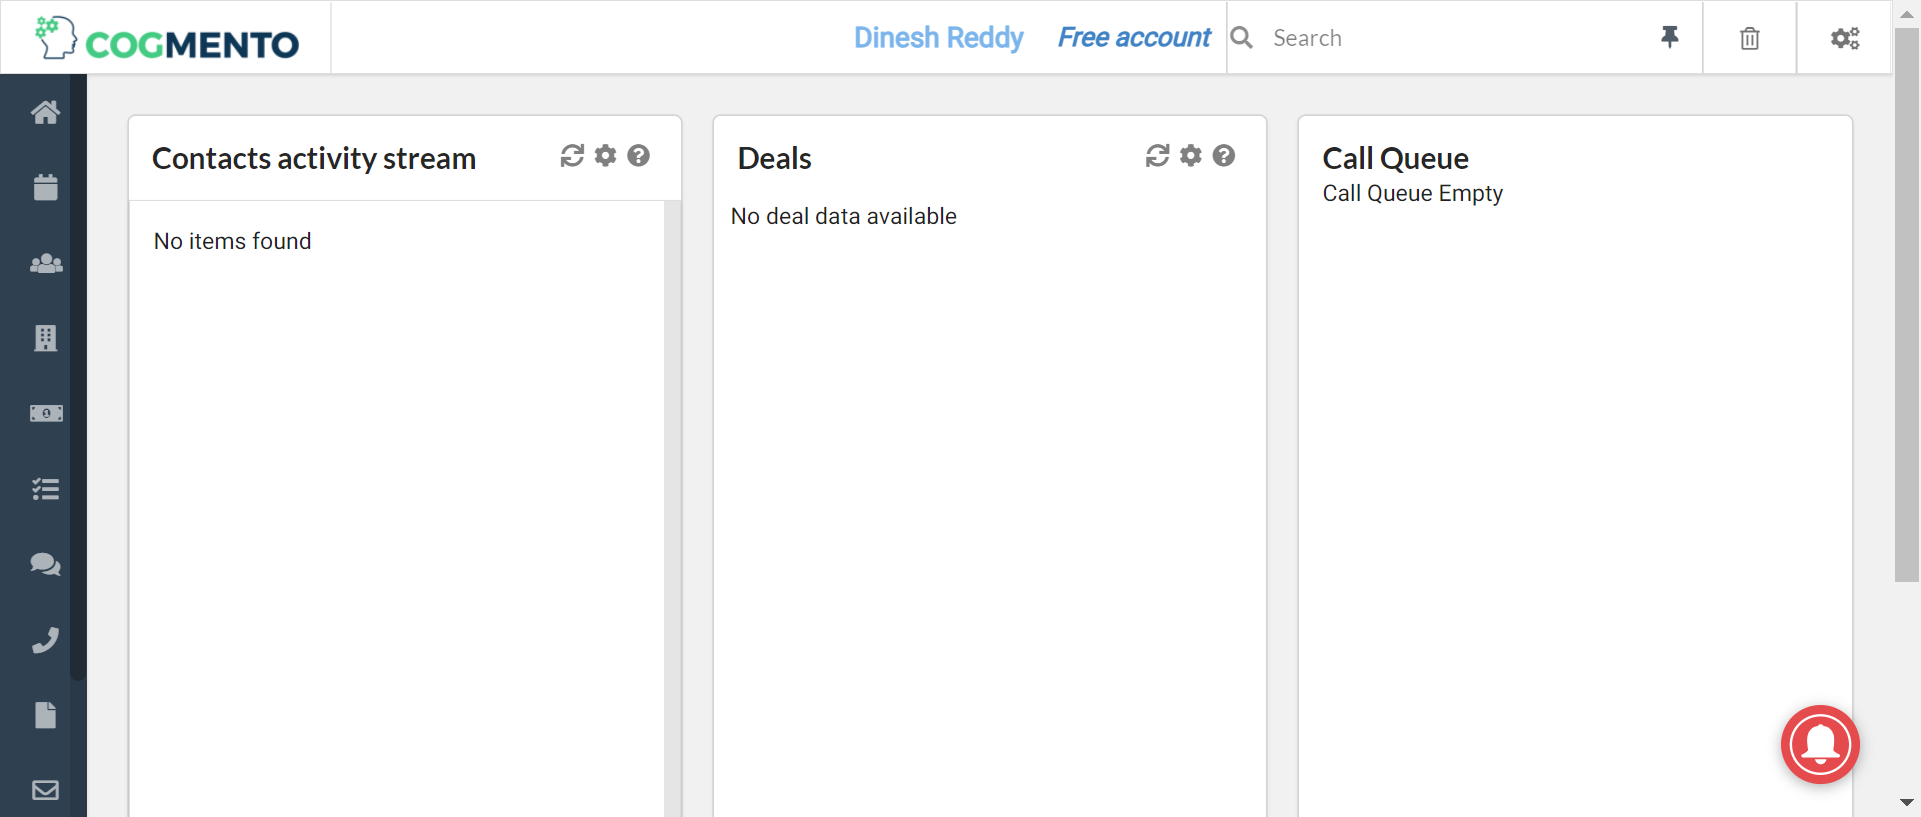 COGMENTO
Dinesh Reddy
Free account
Search
Contacts activity stream
No items found
Deals
No deal data available
Call Queue
Call Queue Empty